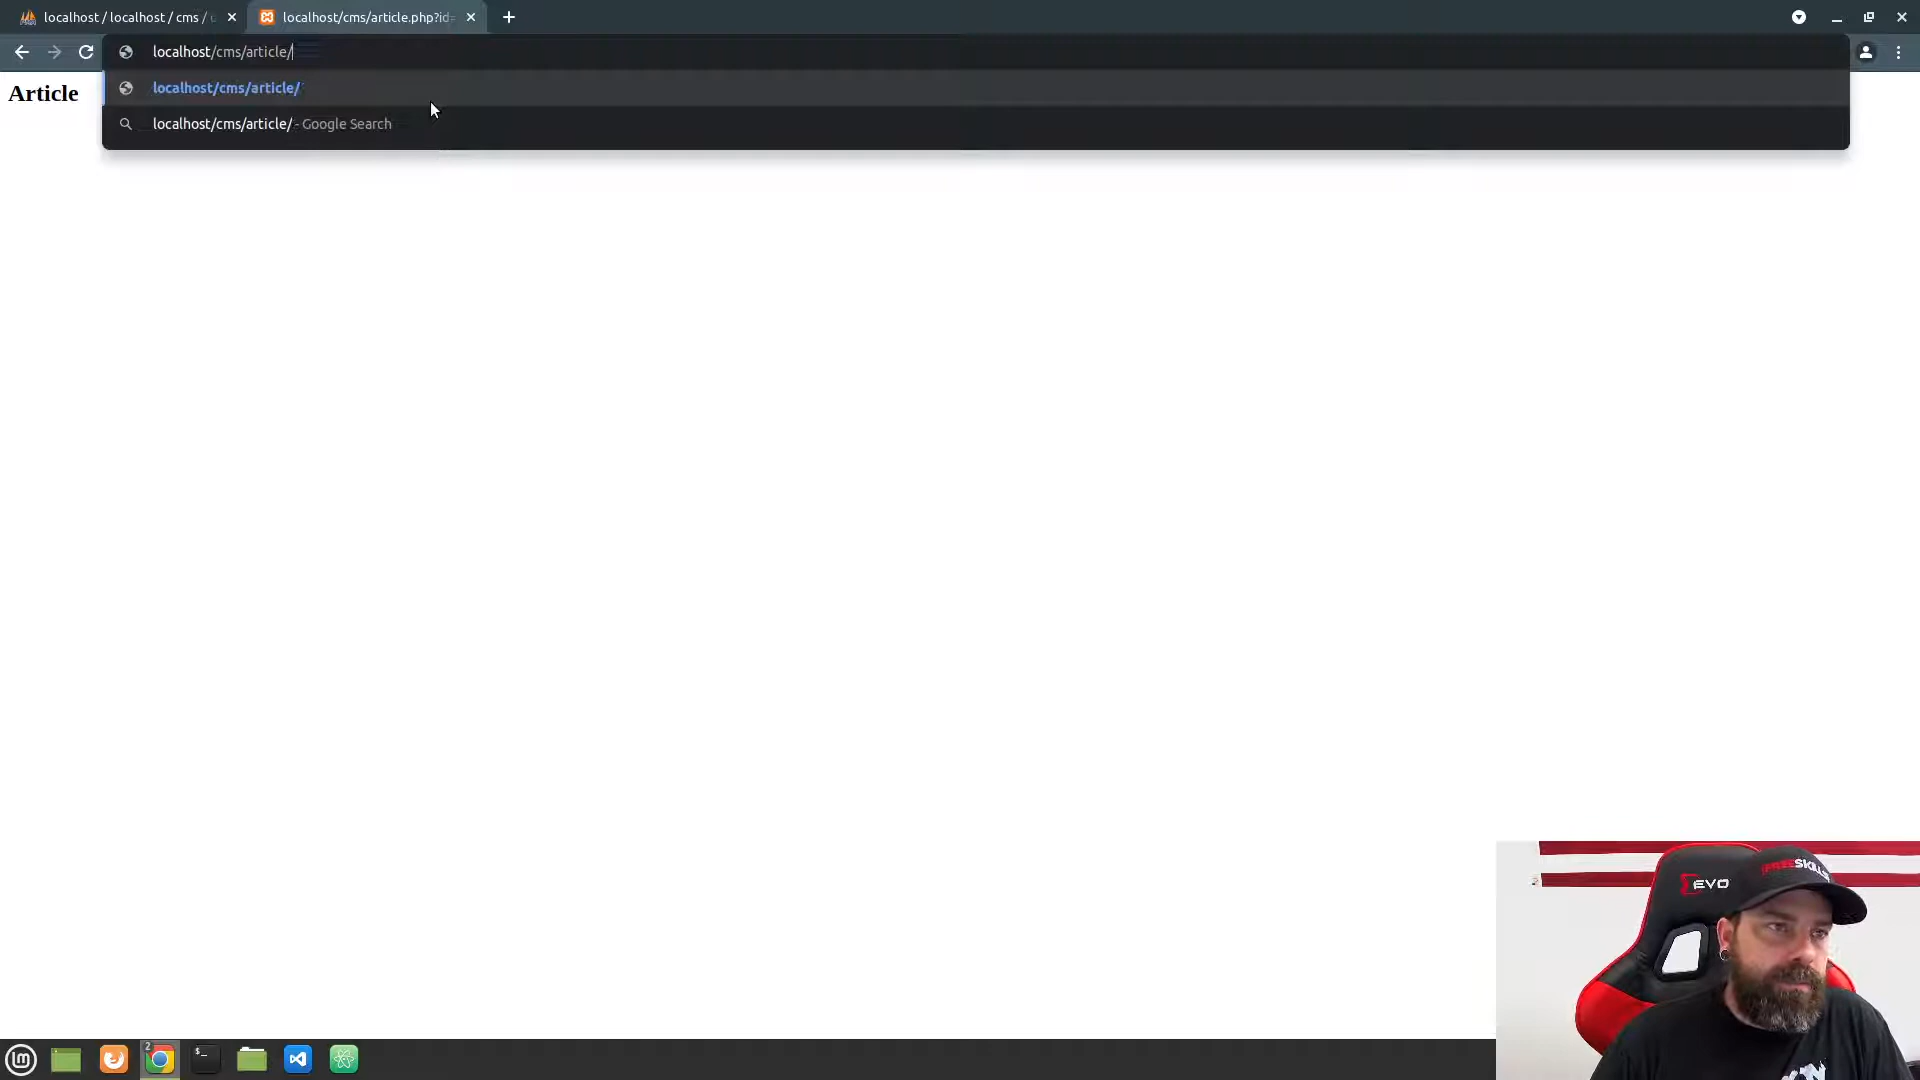 localhost / localhost / cms /
localhost/cms/article.php?id=
localhost/cms/article/
localhost/cms/article/
localhost/cms/article/ - Google Search
Article
2
EVO